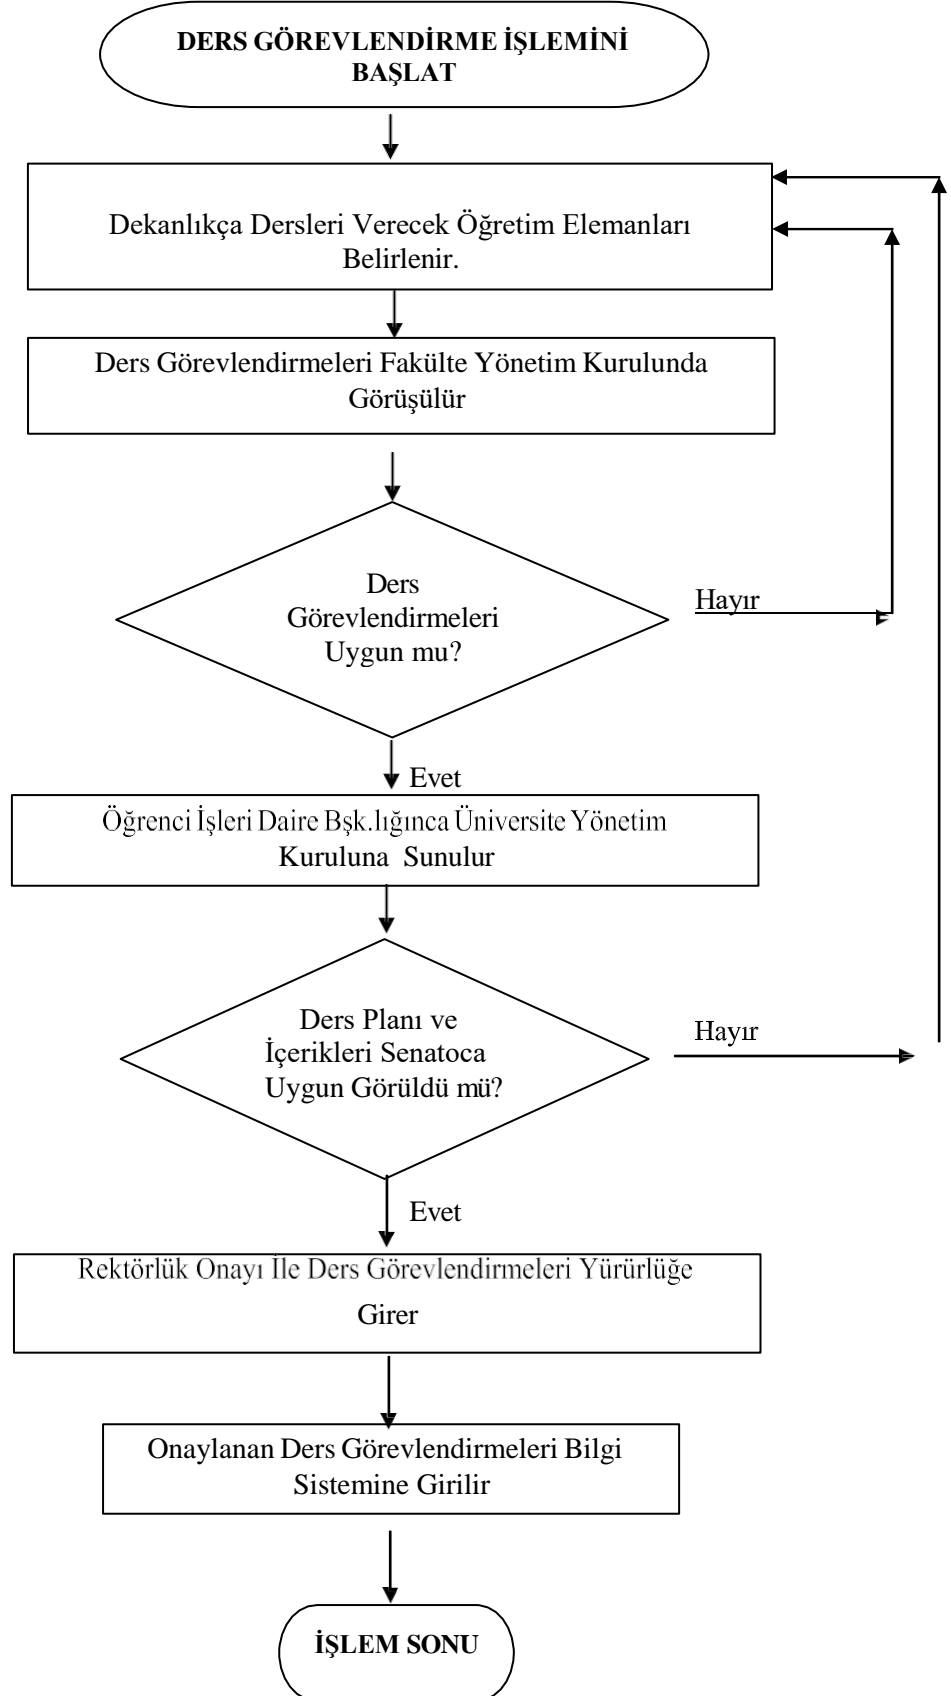 DERS GÖREVLENDİRME İŞLEMİNİ
BAŞLAT
Dekanlıkça Dersleri Verecek Öğretim Elemanları
Belirlenir.
Ders Görevlendirmeleri Fakülte Yönetim Kurulunda
Görüşülür
Ders
Görevlendirmeleri
Uygun mu?
Hayır
Evet
Öğrenci İşleri Daire Bşk.lığınca Üniversite Yönetim
Kuruluna Sunulur
Ders Planı ve
İçerikleri Senatoca
Uygun Görüldü mü?
Hayır
Evet
Rektörlük Onayı İle Ders Görevlendirmeleri Yürürlüğe
Girer
Onaylanan Ders Görevlendirmeleri Bilgi
Sistemine Girilir
İŞLEM SONU